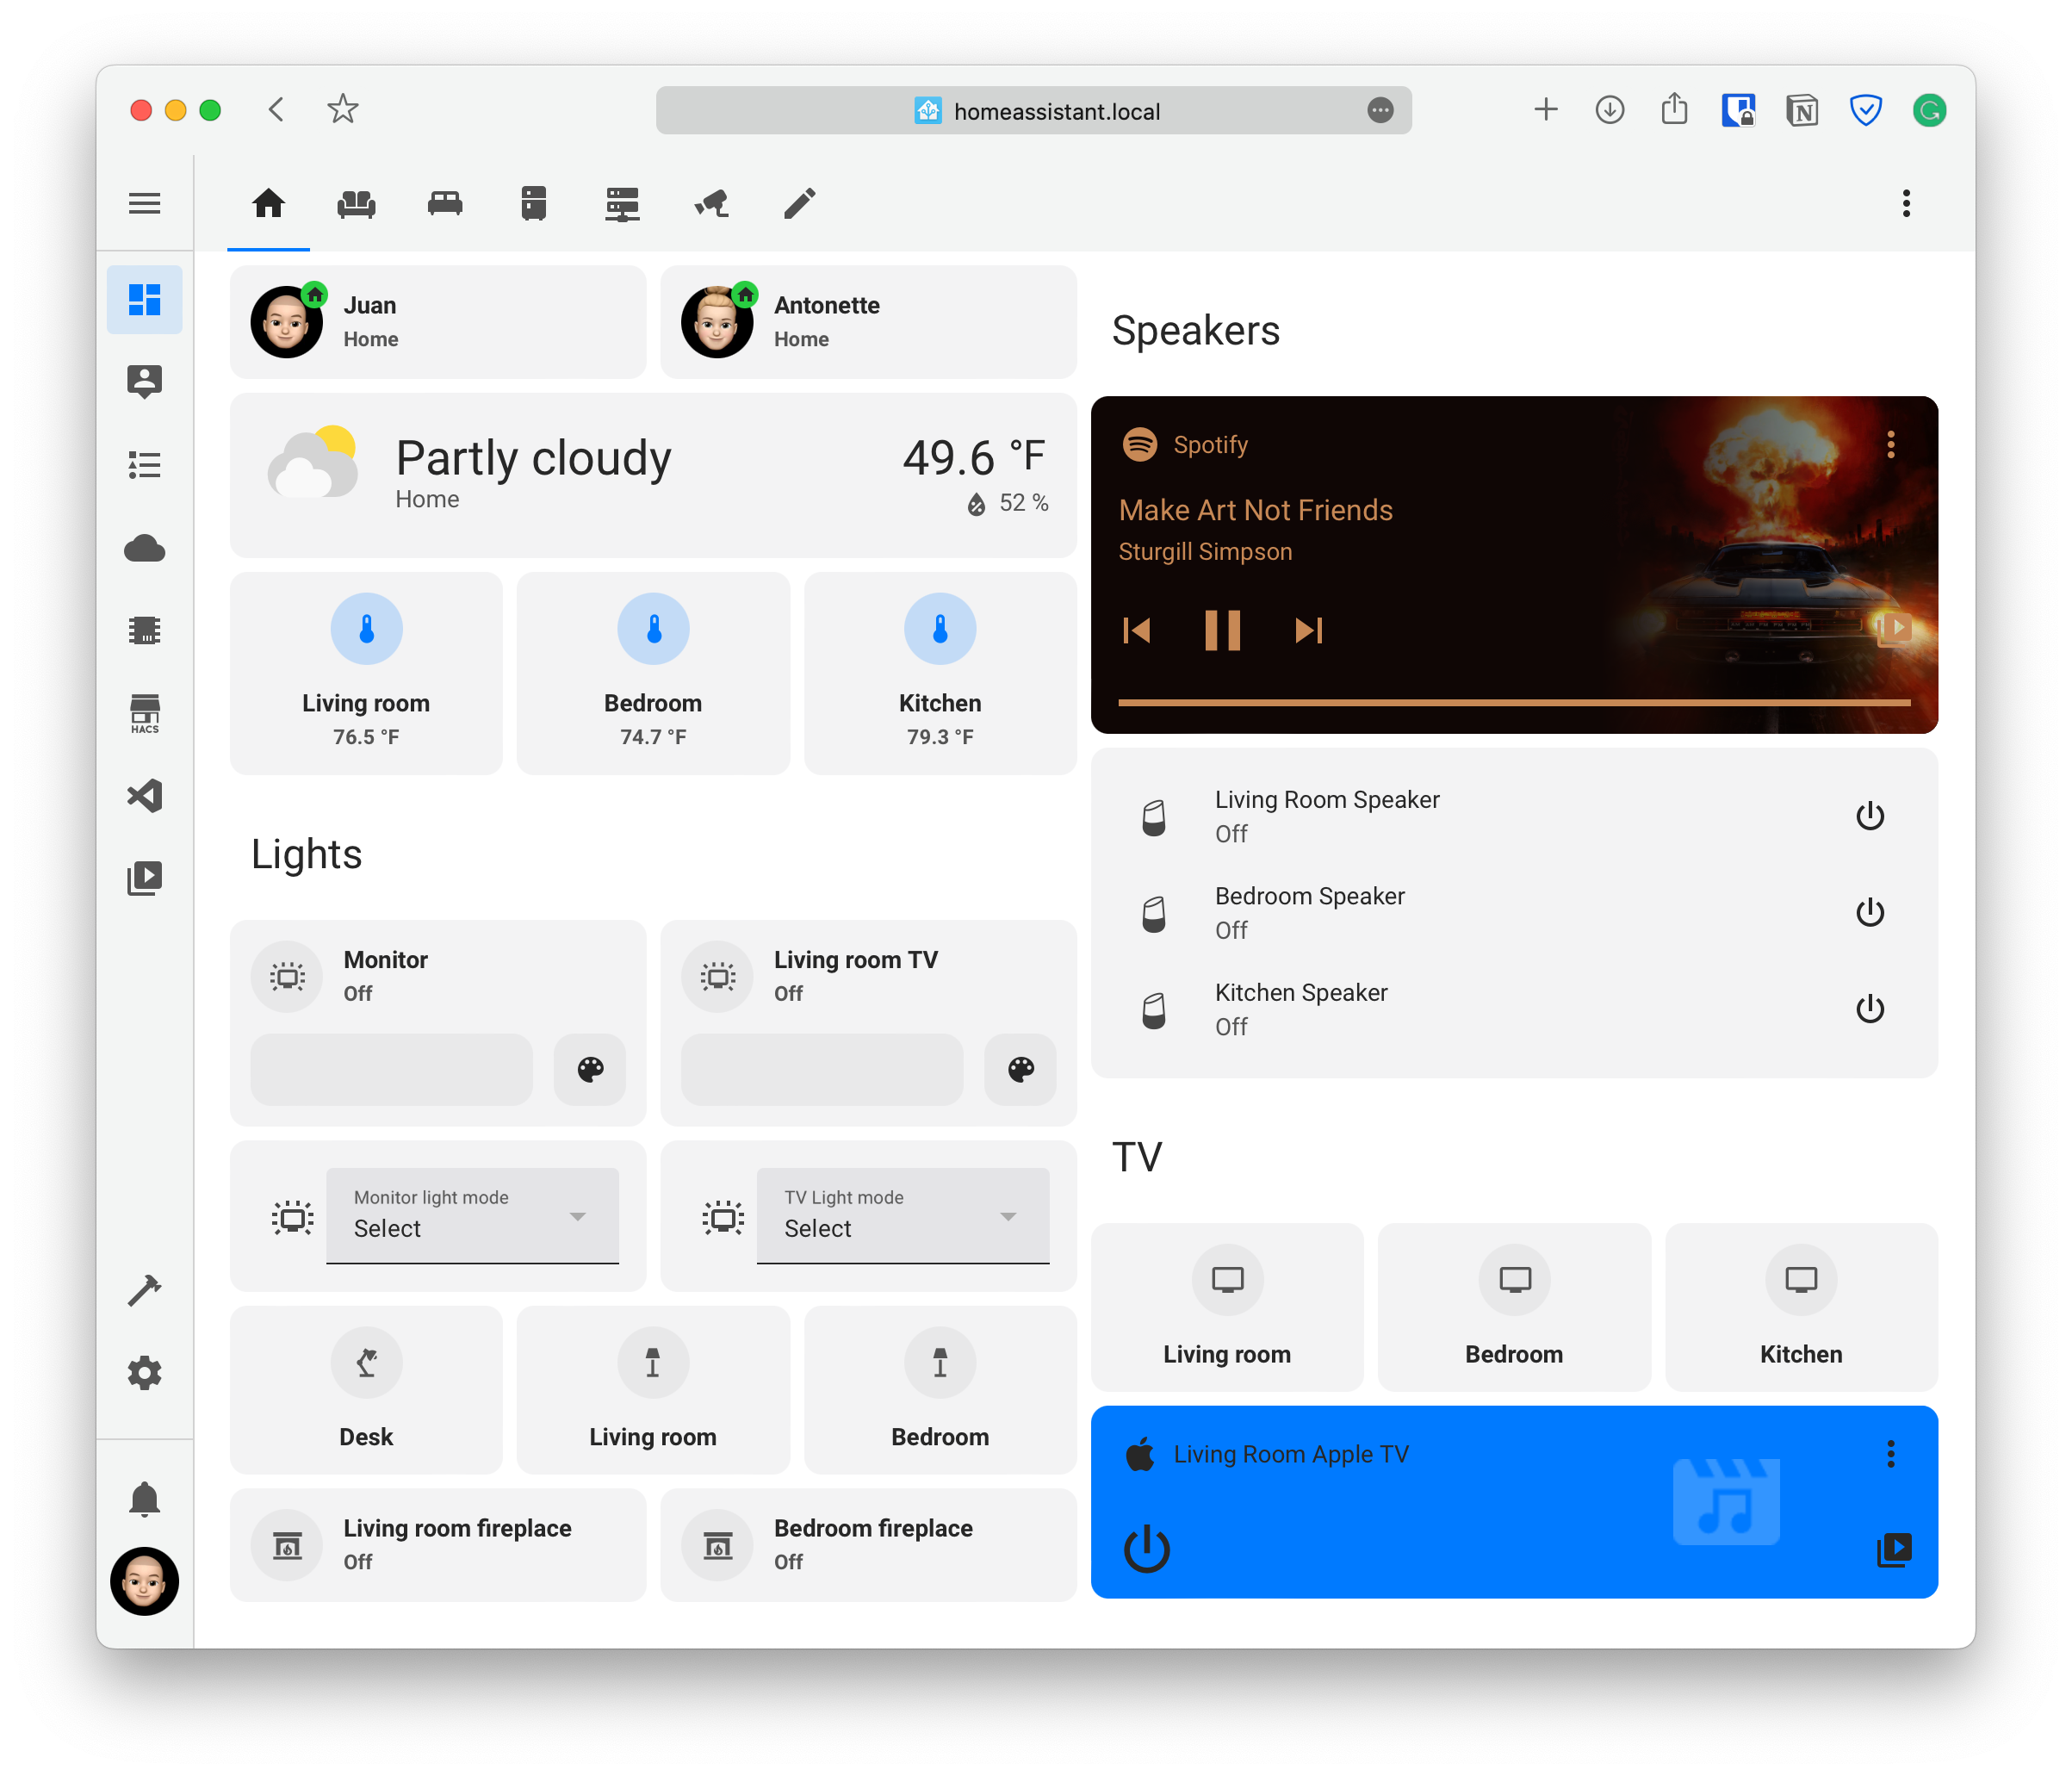 homeassistant.local
N
Juan
Home
Antonette
Home
Partly cloudy
Home
49.6 °F
52 %
Living room
76.5 °F
Bedroom
74.7 °F
Kitchen
79.3 °F
HACS
Lights
Monitor
Off
Living room TV
Off
Monitor light mode
Select
TV Light mode
Select
Desk
Living room
Bedroom
Living room fireplace
Off
Bedroom fireplace
Off
Speakers
Spotify
Make Art Not Friends
Sturgill Simpson
Living Room Speaker
Off
Bedroom Speaker
Off
Kitchen Speaker
Off
TV
Living room
Bedroom
Kitchen
Living Room Apple TV